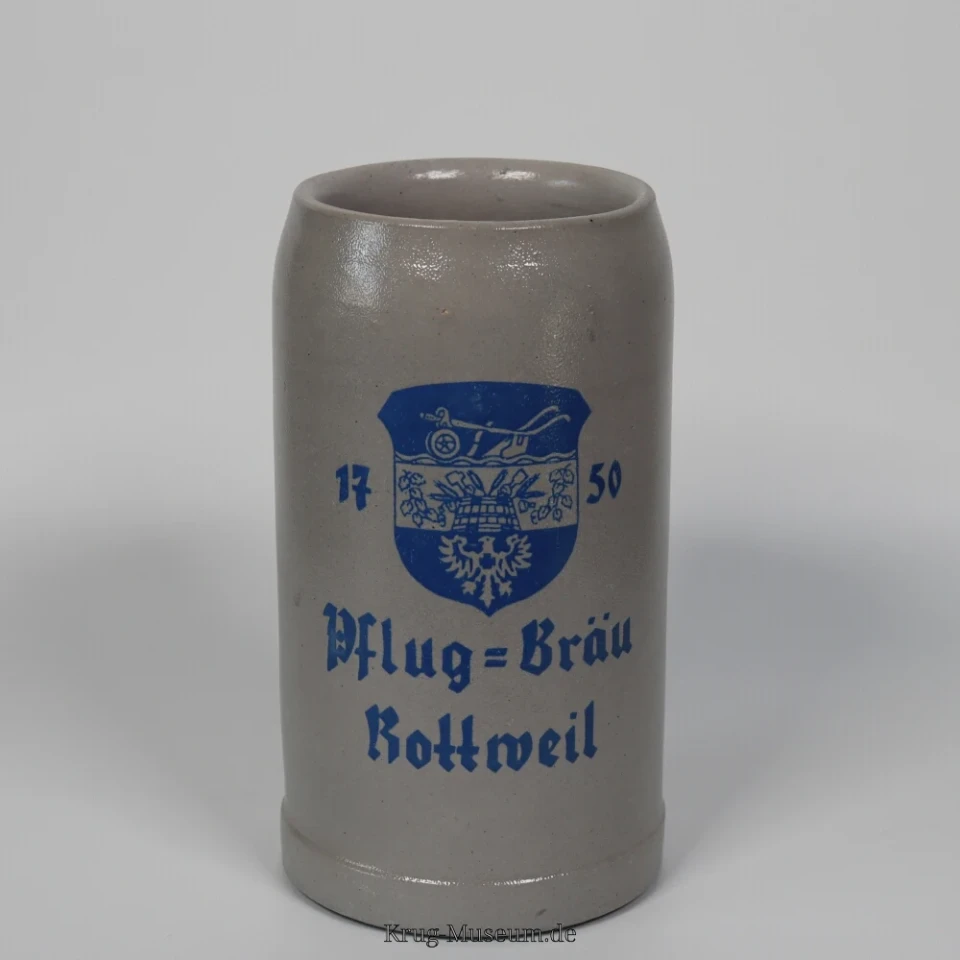 17 50
Pflug=Bräu
Rottweil
Krug-Museum.de